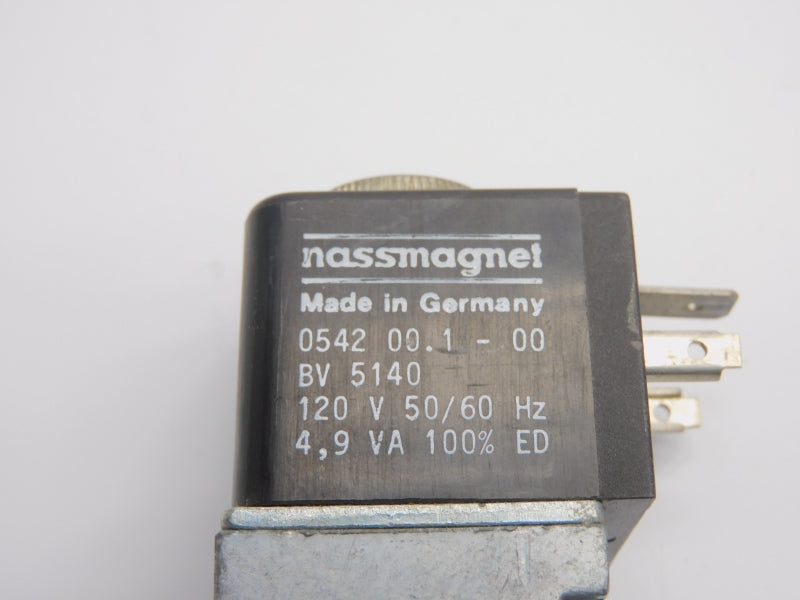 nassmagnet
Made in Germany
0542 00.1 - 00
BV 5140
120 V 50/60 Hz
4,9 VA 100% ED